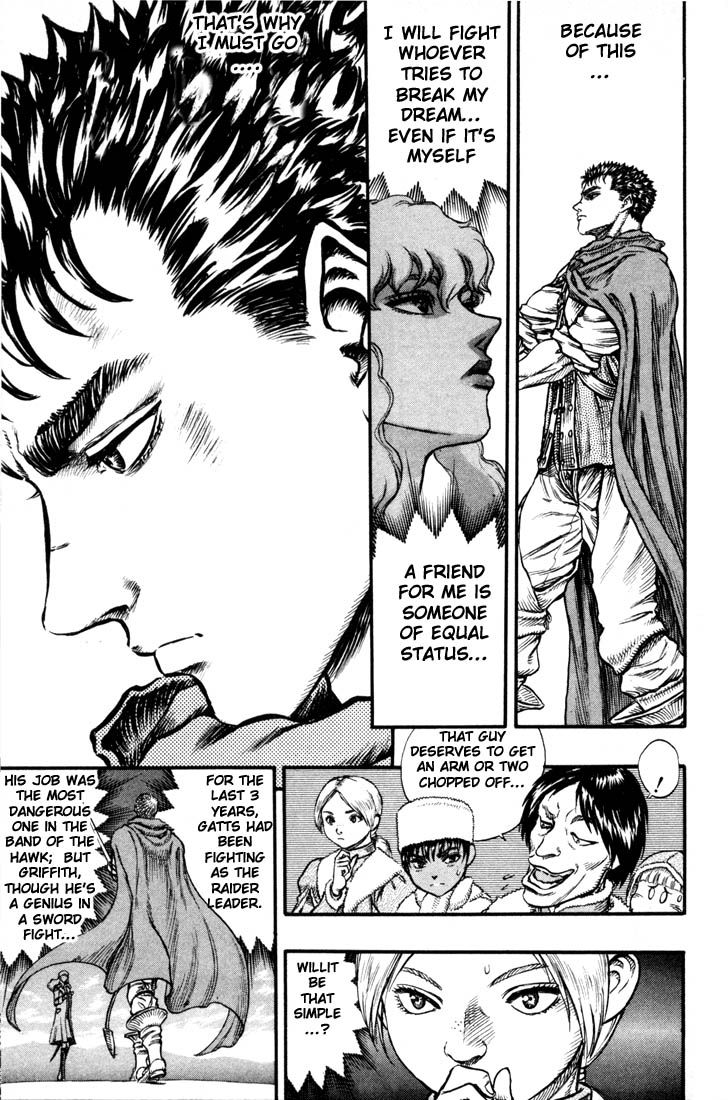 BECAUSE
OF THIS
...
I WILL FIGHT
WHOEVER
TRIES TO
BREAK MY
DREAM...
EVEN IF IT'S
MYSELF
A FRIEND
FOR ME IS
SOMEONE
OF EQUAL
STATUS...
THAT'S WHY
I MUST GO
....
!
THAT GUY
DESERVES TO GET
AN ARM OR TWO
CHOPPED OFF...
FOR THE
LAST 3
YEARS,
GATTS HAD
BEEN
FIGHTING
AS THE
RAIDER
LEADER.
HIS JOB WAS
THE MOST
DANGEROUS
ONE IN THE
BAND OF THE
HAWK; BUT
GRIFFITH,
THOUGH HE'S
A GENIUS IN
A SWORD
FIGHT...
WILLIT
BE
THAT
SIMPLE
...?